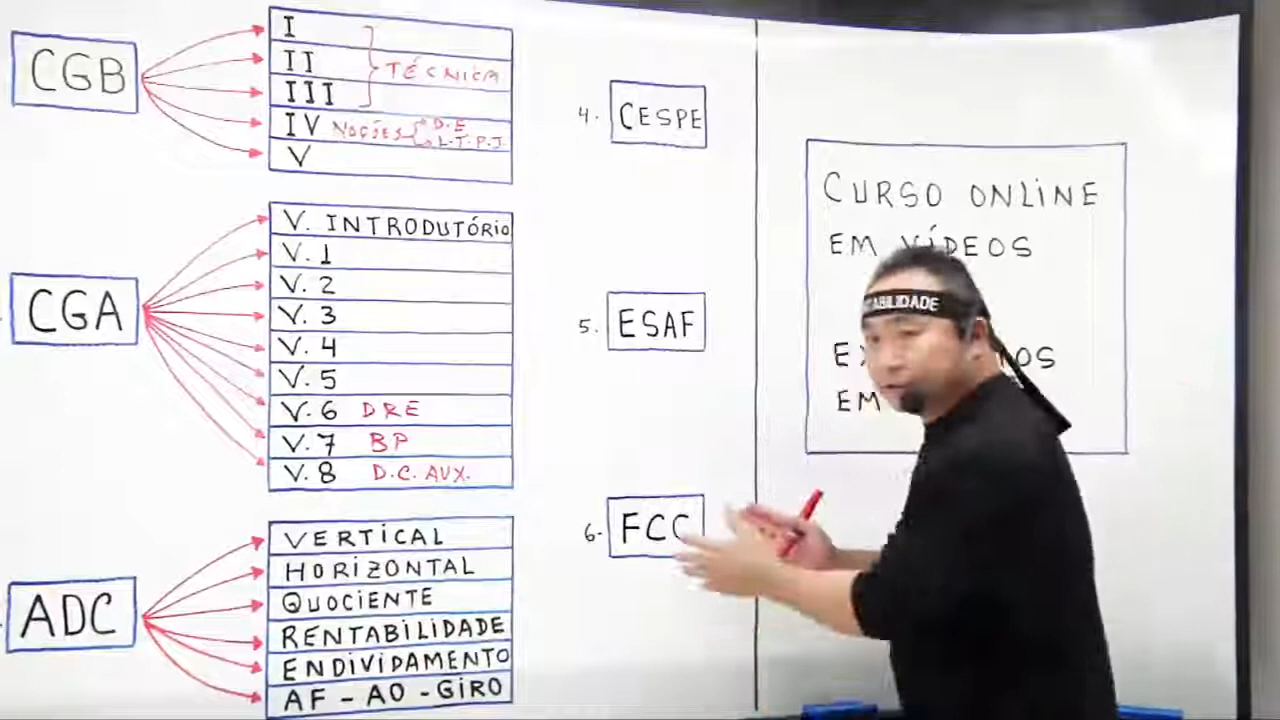 CGB
I
II
III
TÉCNICA
IV NOÇÕES D.E
L.T.P.J.
V
CGA
V. INTRODUTÓRIO
V.1
V.2
V.3
V.4
V.5
V.6 DRE
V.7 BP
V.8 D.C. AUX.
ADC
VERTICAL
HORIZONTAL
QUOCIENTE
RENTABILIDADE
ENDIVIDAMENTO
AF - AO - GIRO
4. CESPE
5. ESAF
6. FCC
CURSO ONLINE
EM VÍDEOS
EM